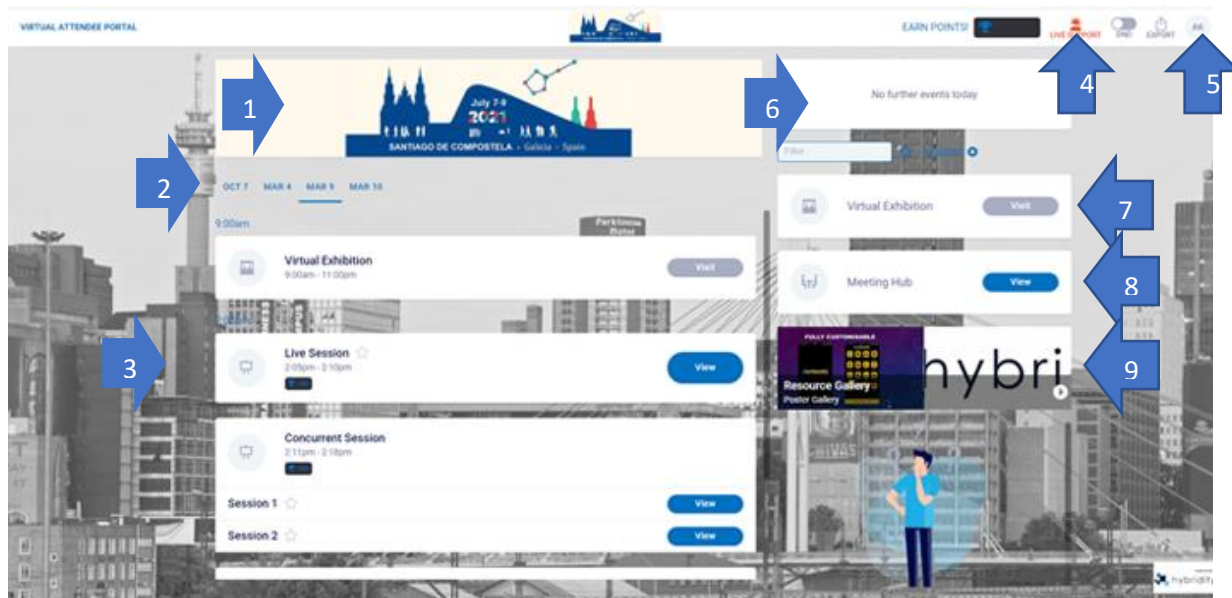 VIRTUAL ATTENDEE PORTAL
EARN POINTS!
LIVE SUPPORT
DND
EXPORT
4
5
1
July 7-9
2021
SANTIAGO DE COMPOSTELA - Galicia - Spain
6
No further events today
Filter
2
OCT 7 MAR 4 MAR 9 MAR 10
9:00am
Virtual Exhibition
9:00am - 11:00pm
Visit
Virtual Exhibition
Visit
7
Meeting Hub
View
8
3
Live Session
2:05pm - 2:10pm
View
FULLY CUSTOMISABLE
Resource Gallery
Poster Gallery
hybri
9
Concurrent Session
2:11pm - 2:18pm
Session 1
View
Session 2
View
hybridity